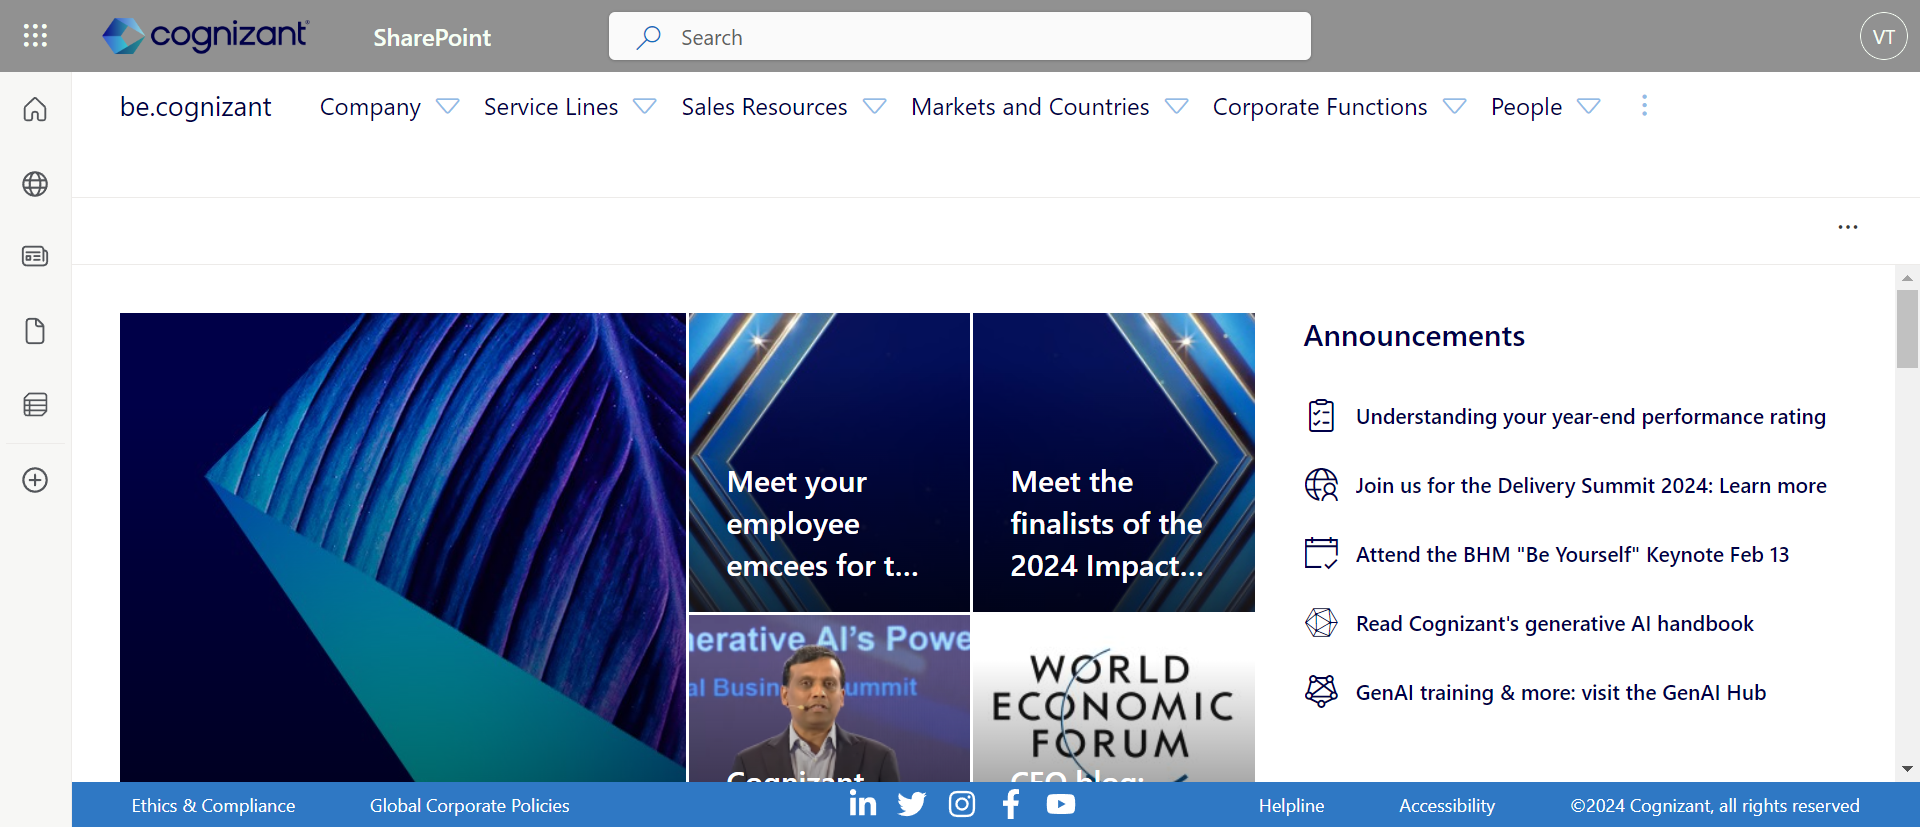 cognizant
SharePoint
Search
VT
be.cognizant
Company
Service Lines
Sales Resources
Markets and Countries
Corporate Functions
People
Meet your
employee
emcees for t...
Meet the
finalists of the
2024 Impact...
nerative AI's Powe
al Busin ummit
Cognizant
WORLD
ECONOMIC
FORUM
CEO blog:
Announcements
Understanding your year-end performance rating
Join us for the Delivery Summit 2024: Learn more
Attend the BHM "Be Yourself" Keynote Feb 13
Read Cognizant's generative AI handbook
GenAI training & more: visit the GenAI Hub
Ethics & Compliance
Global Corporate Policies
Helpline
Accessibility
©2024 Cognizant, all rights reserved